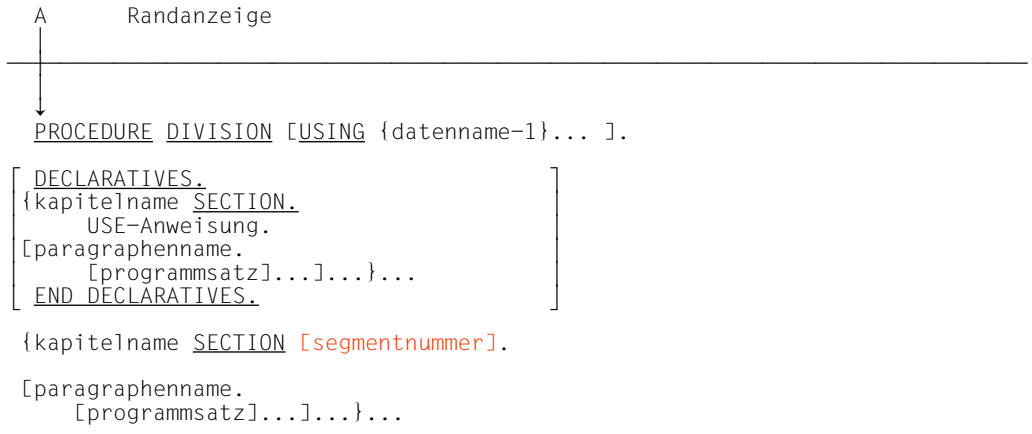 A Randanzeige
PROCEDURE DIVISION [USING {datenname-1}... ].
DECLARATIVES.
{kapitelname SECTION.
USE-Anweisung.
[paragraphenname.
[programmsatz]...]...}...
END DECLARATIVES.
{kapitelname SECTION [segmentnummer].
[paragraphenname.
[programmsatz]...]...}...